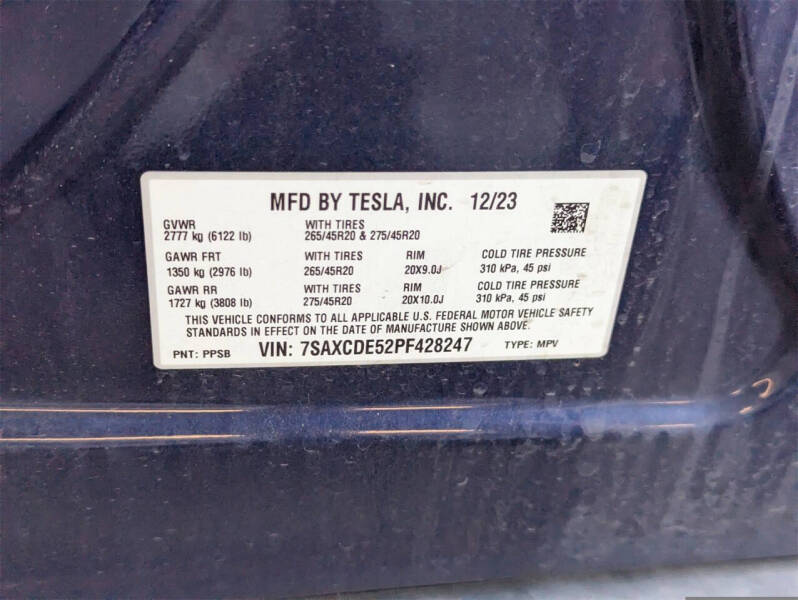 MFD BY TESLA, INC. 12/23
GVWR WITH TIRES
2777 kg (6122 lb) 265/45R20 & 275/45R20
GAWR FRT WITH TIRES RIM COLD TIRE PRESSURE
1350 kg (2976 lb) 265/45R20 20X9.0J 310 kPa, 45 psi
GAWR RR WITH TIRES RIM COLD TIRE PRESSURE
1727 kg (3808 lb) 275/45R20 20X10.0J 310 kPa, 45 psi
THIS VEHICLE CONFORMS TO ALL APPLICABLE U.S. FEDERAL MOTOR VEHICLE SAFETY
STANDARDS IN EFFECT ON THE DATE OF MANUFACTURE SHOWN ABOVE.
PNT: PPSB VIN: 7SAXCDE52PF428247 TYPE: MPV